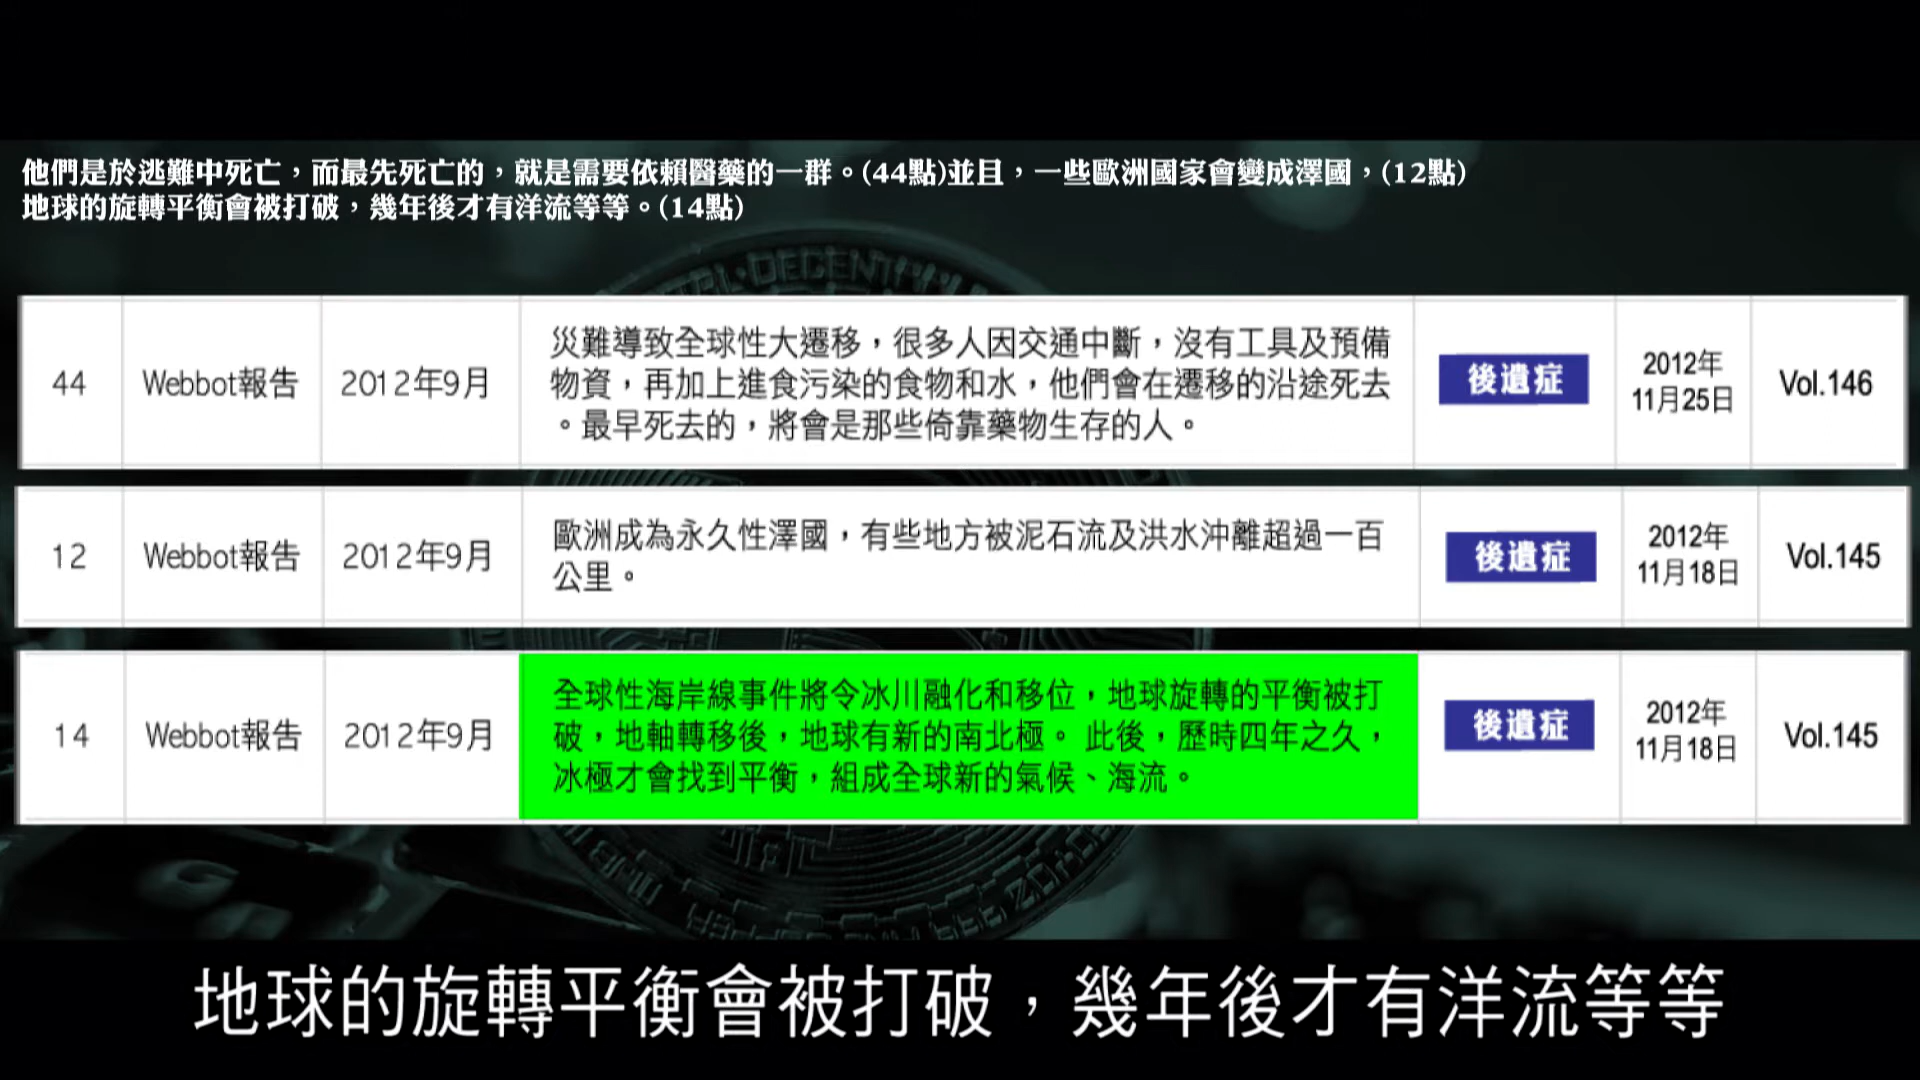 他們是於逃難中死亡，而最先死亡的，就是需要依賴醫藥的一群。(44點)並且，一些歐洲國家會變成澤國，(12點)
地球的旋轉平衡會被打破，幾年後才有洋流等等。(14點)
DECENTR
44
Webbot報告
2012年9月
災難導致全球性大遷移，很多人因交通中斷，沒有工具及預備
物資，再加上進食污染的食物和水，他們會在遷移的沿途死去
。最早死去的，將會是那些倚靠藥物生存的人。
後遺症
2012年
11月25日
Vol.146
12
Webbot報告
2012年9月
歐洲成為永久性澤國，有些地方被泥石流及洪水沖離超過一百
公里。
後遺症
2012年
11月18日
Vol.145
14
Webbot報告
2012年9月
全球性海岸線事件將令冰川融化和移位，地球旋轉的平衡被打
破，地軸轉移後，地球有新的南北極。 此後，歷時四年之久，
冰極才會找到平衡，組成全球新的氣候、海流。
後遺症
2012年
11月18日
Vol.145
地球的旋轉平衡會被打破，幾年後才有洋流等等